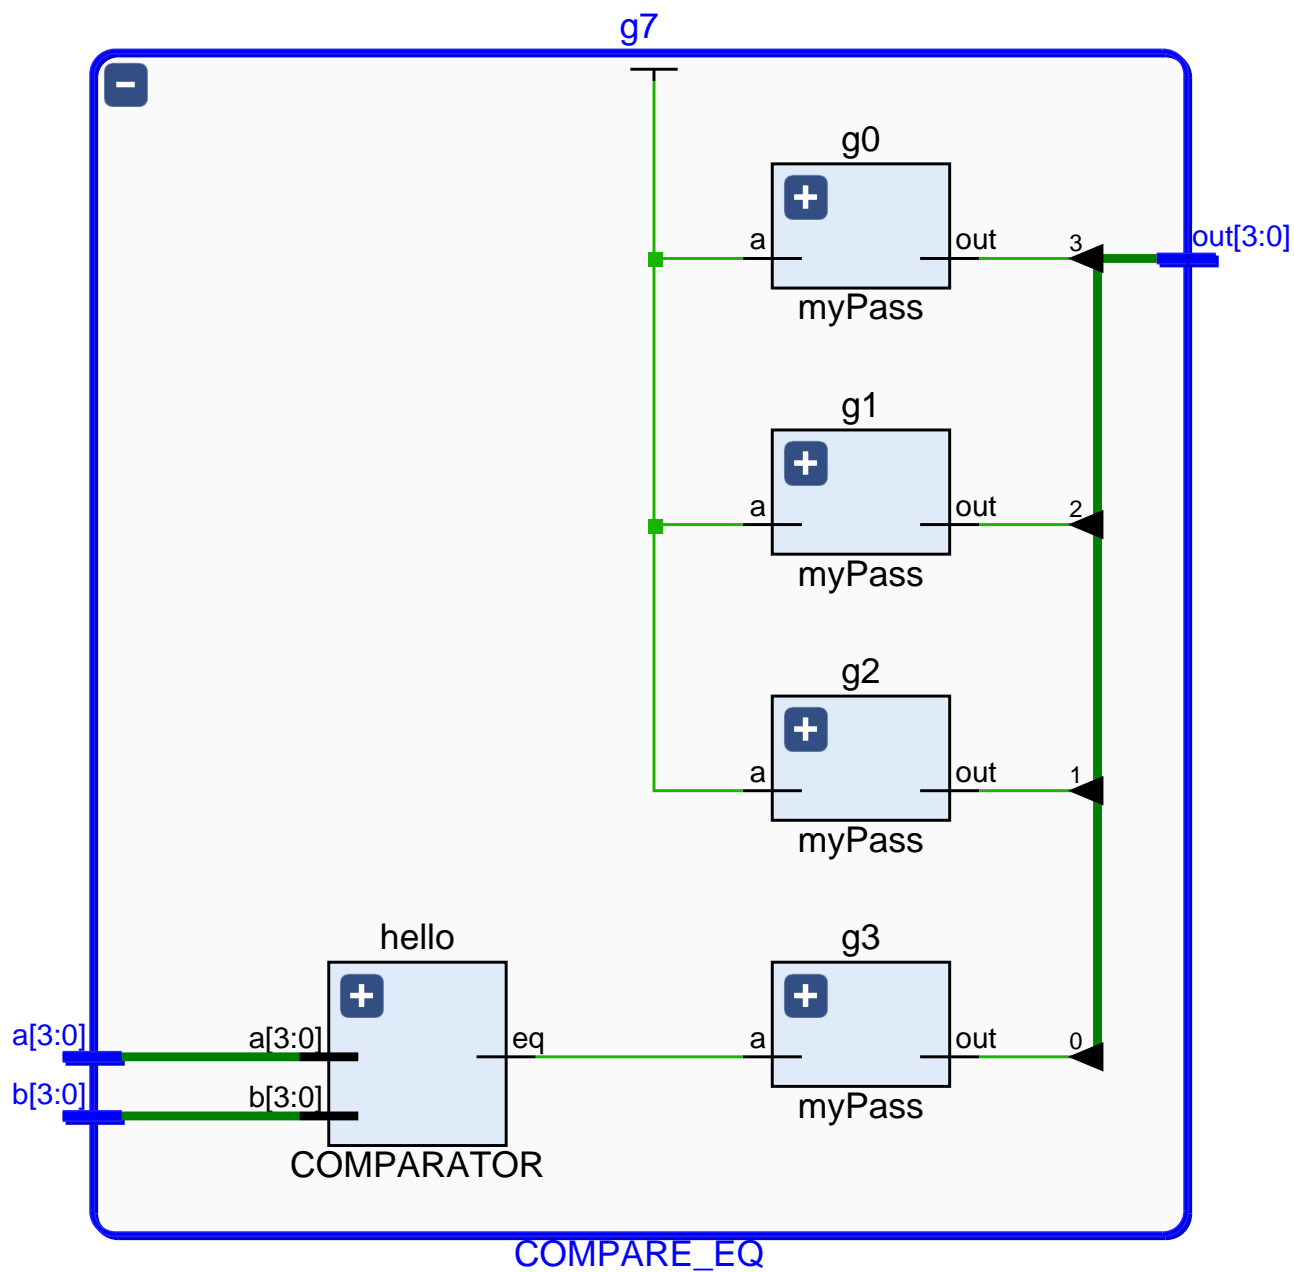 g7
g0
a
out
3
out[3:0]
myPass
g1
a
out
2
myPass
g2
a
out
1
myPass
hello
g3
a[3:0]
a[3:0]
eq
a
out
0
b[3:0]
b[3:0]
myPass
COMPARATOR
COMPARE_EQ